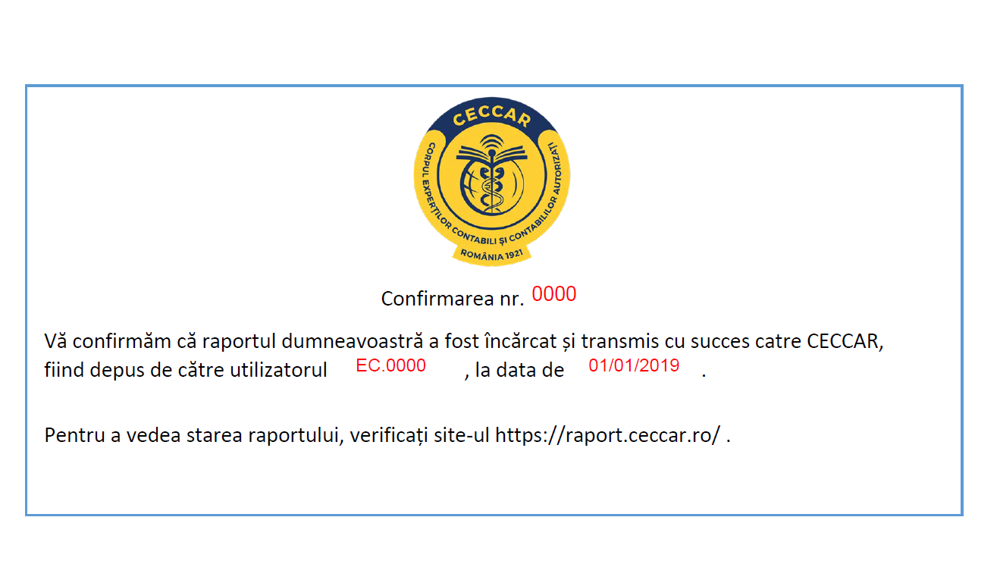 CECCAR
CORPUL EXPERȚILOR CONTABILI ȘI CONTABILILOR AUTORIZAȚI
ROMÂNIA 1921
Confirmarea nr. 0000
Vă confirmăm că raportul dumneavoastră a fost încărcat și transmis cu succes catre CECCAR,
fiind depus de către utilizatorul EC.0000 , la data de 01/01/2019 .
Pentru a vedea starea raportului, verificați site-ul https://raport.ceccar.ro/ .